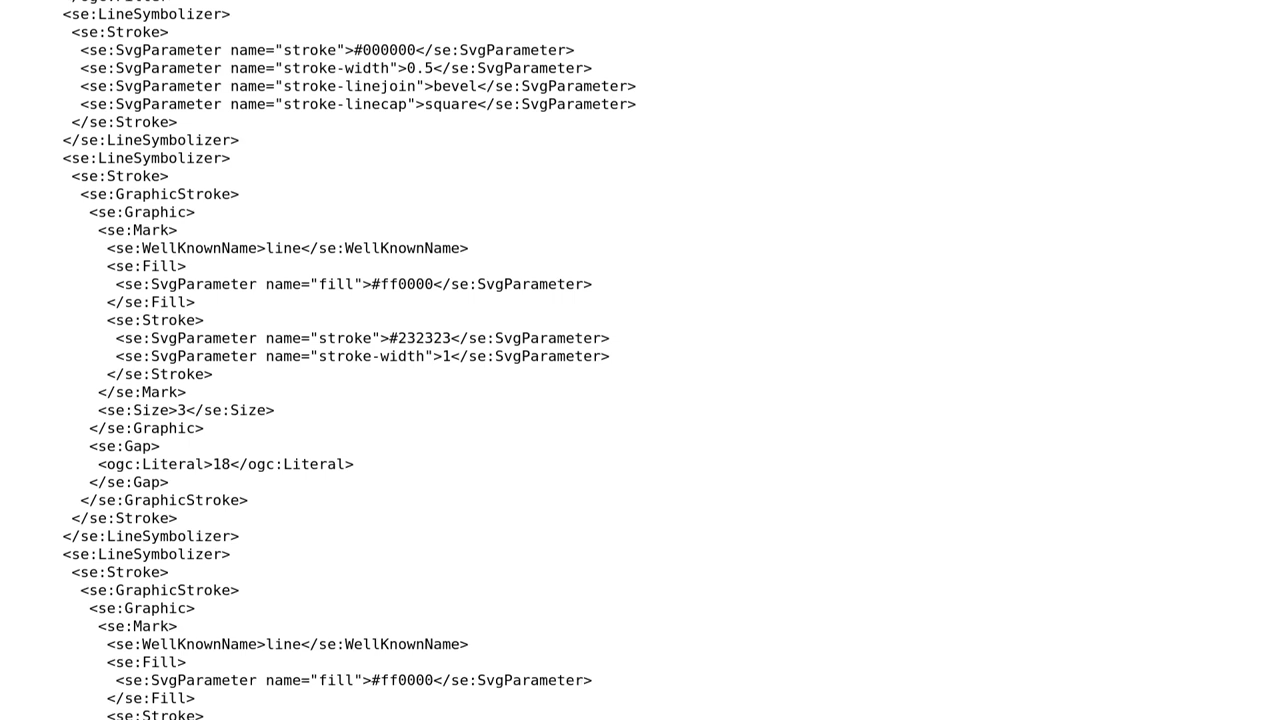 <se:LineSymbolizer>
<se:Stroke>
<se:SvgParameter name="stroke">#000000</se:SvgParameter>
<se:SvgParameter name="stroke-width">0.5</se:SvgParameter>
<se:SvgParameter name="stroke-linejoin">bevel</se:SvgParameter>
<se:SvgParameter name="stroke-linecap">square</se:SvgParameter>
</se:Stroke>
</se:LineSymbolizer>
<se:LineSymbolizer>
<se:Stroke>
<se:GraphicStroke>
<se:Graphic>
<se:Mark>
<se:WellKnownName>line</se:WellKnownName>
<se:Fill>
<se:SvgParameter name="fill">#ff0000</se:SvgParameter>
</se:Fill>
<se:Stroke>
<se:SvgParameter name="stroke">#232323</se:SvgParameter>
<se:SvgParameter name="stroke-width">1</se:SvgParameter>
</se:Stroke>
</se:Mark>
<se:Size>3</se:Size>
</se:Graphic>
<se:Gap>
<ogc:Literal>18</ogc:Literal>
</se:Gap>
</se:GraphicStroke>
</se:Stroke>
</se:LineSymbolizer>
<se:LineSymbolizer>
<se:Stroke>
<se:GraphicStroke>
<se:Graphic>
<se:Mark>
<se:WellKnownName>line</se:WellKnownName>
<se:Fill>
<se:SvgParameter name="fill">#ff0000</se:SvgParameter>
</se:Fill>
<se:Stroke>